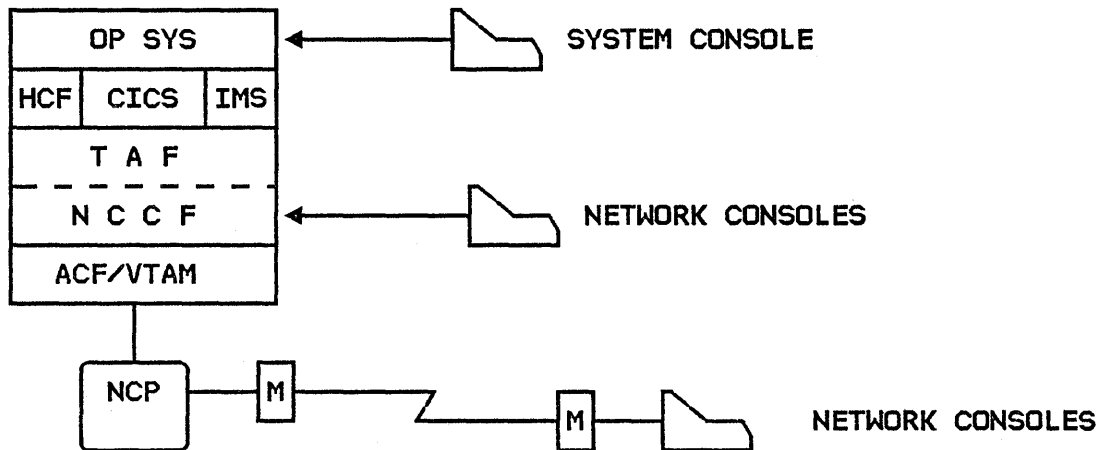 OP SYS
SYSTEM CONSOLE
HCF CICS IMS
T A F
N C C F
NETWORK CONSOLES
ACF/VTAM
NCP
M
M
NETWORK CONSOLES